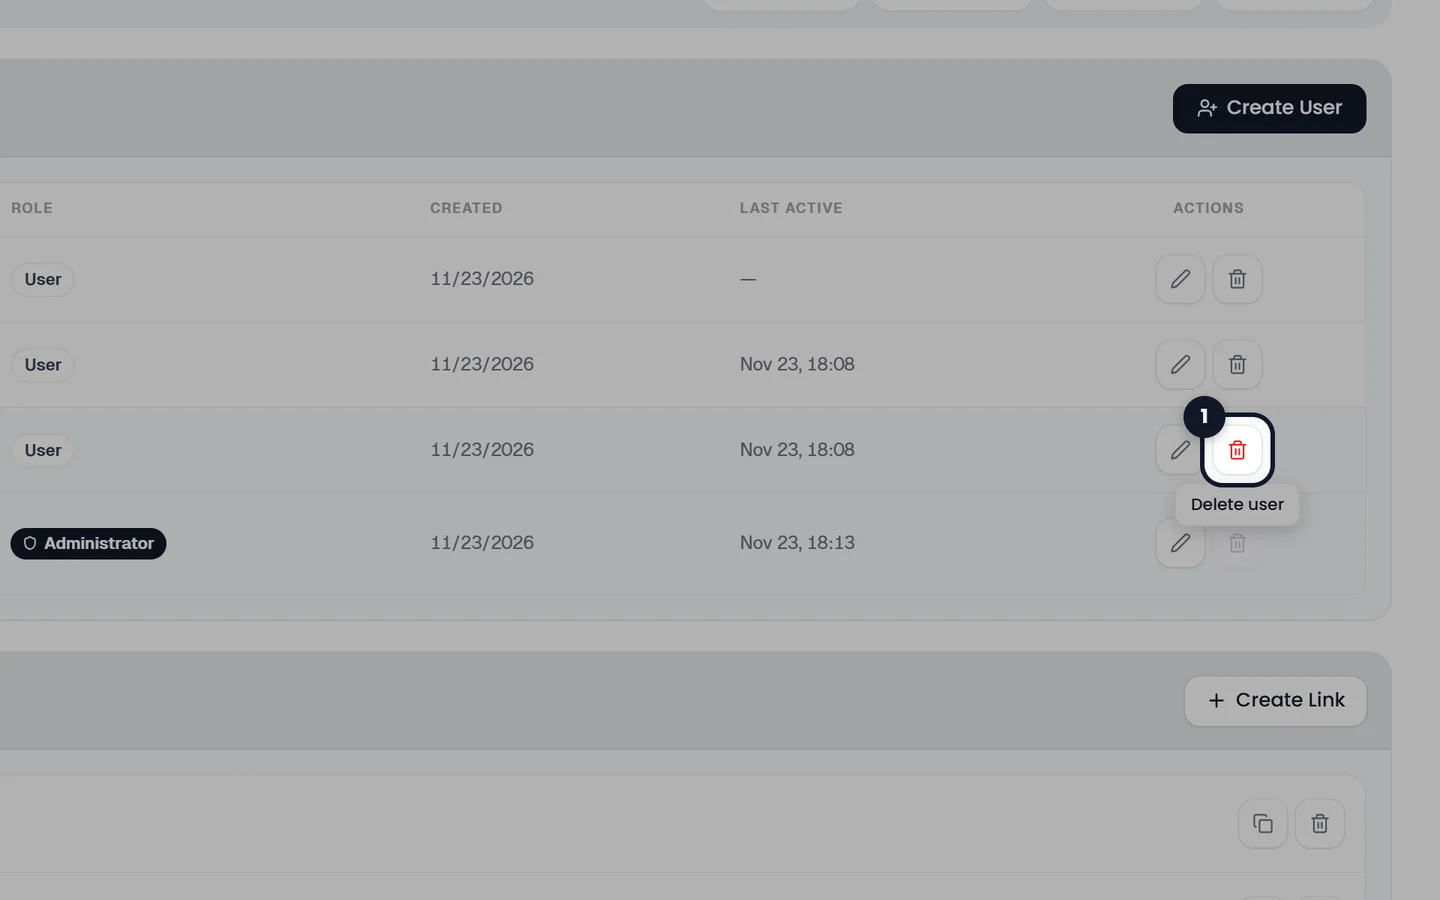 Create User
ROLE CREATED LAST ACTIVE ACTIONS
User 11/23/2026 —
User 11/23/2026 Nov 23, 18:08
1
User 11/23/2026 Nov 23, 18:08
Delete user
Administrator 11/23/2026 Nov 23, 18:13
Create Link